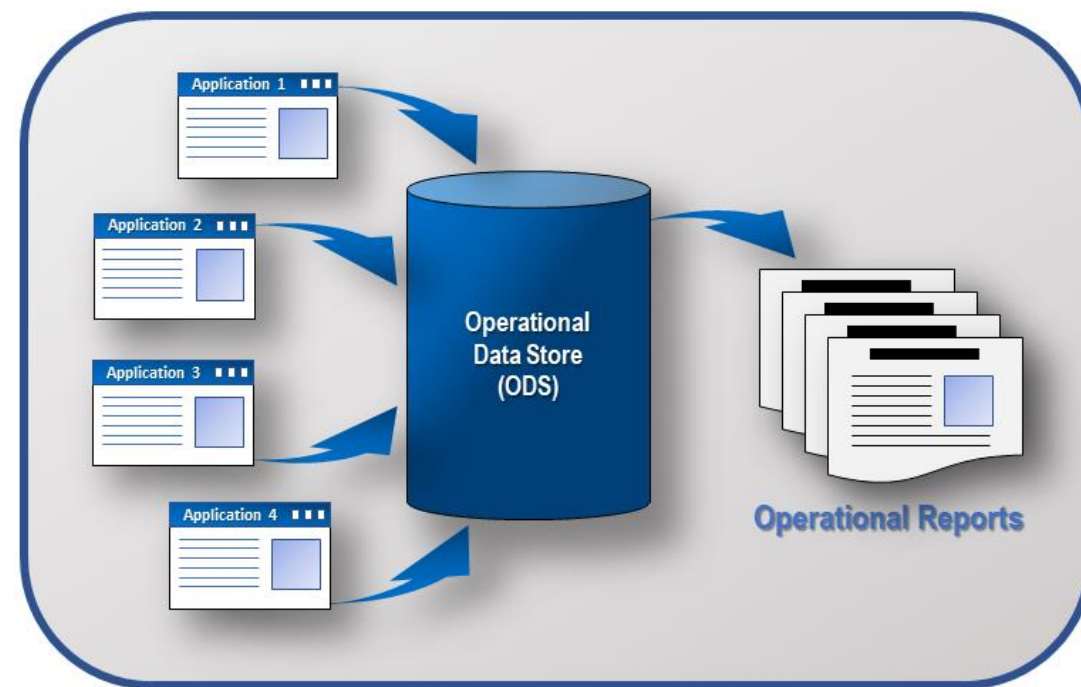 Application 1
Application 2
Application 3
Application 4
Operational
Data Store
(ODS)
Operational Reports